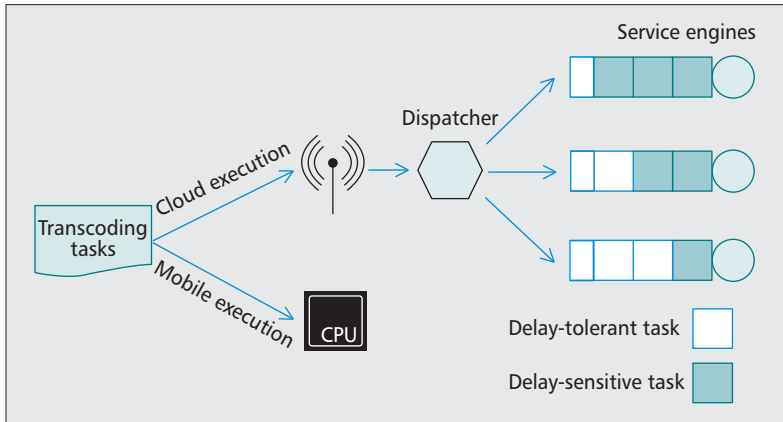 Service engines
Dispatcher
Cloud execution
Transcoding
tasks
Mobile execution
CPU
Delay-tolerant task
Delay-sensitive task